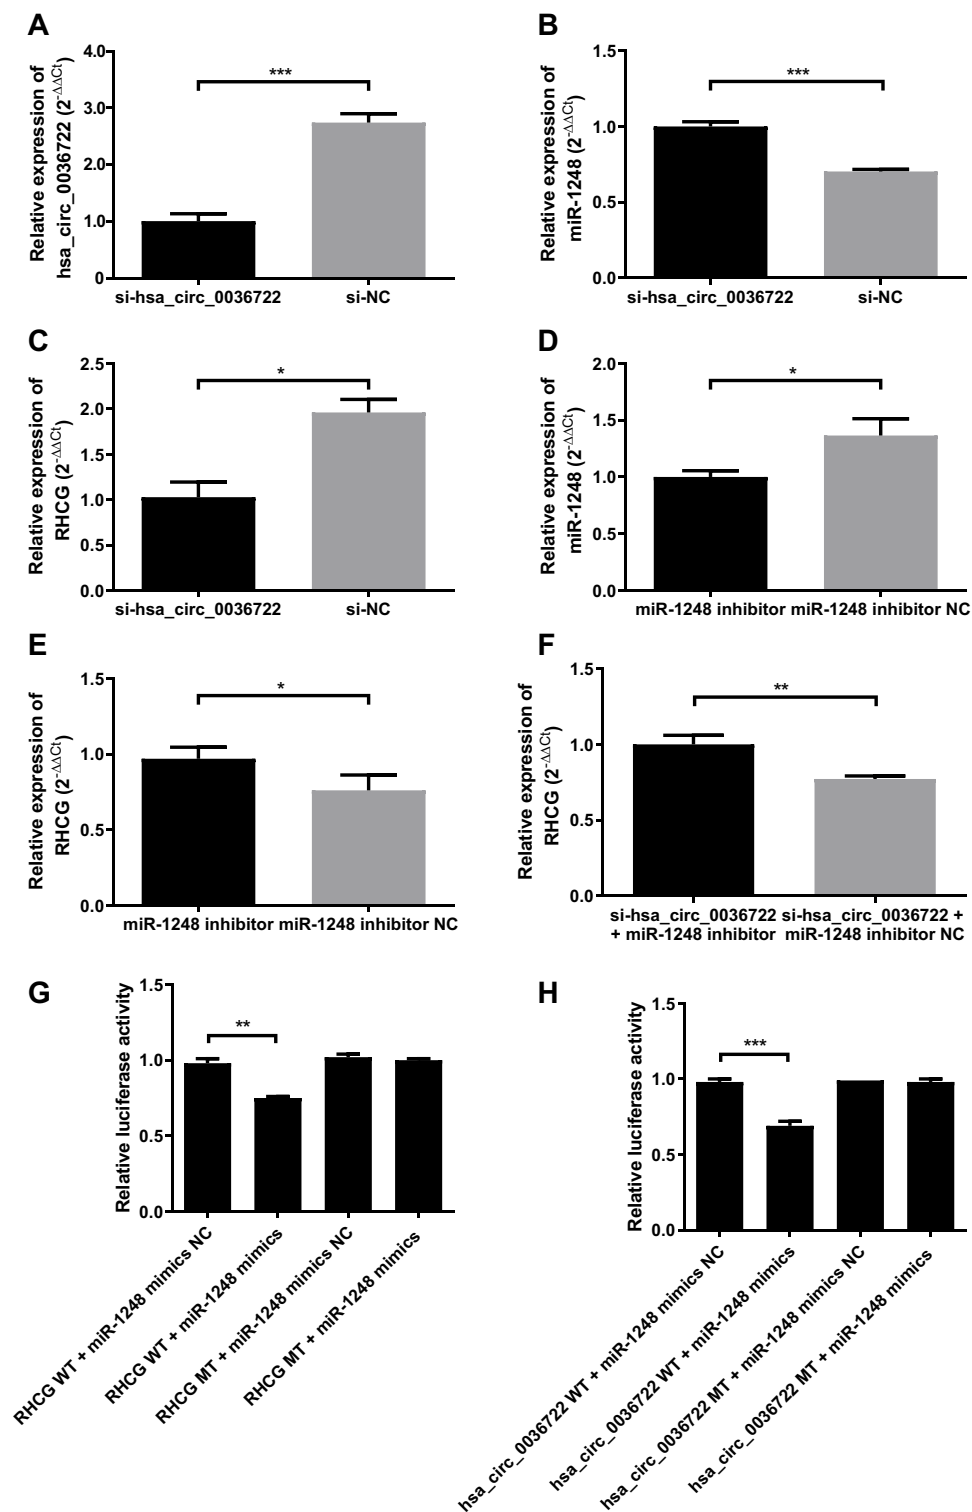 A
Relative expression of
hsa_circ_0036722 (2-ΔΔCt)
4.0
3.0
2.0
1.0
0
***
si-hsa_circ_0036722
si-NC
B
Relative expression of
miR-1248 (2-ΔΔCt)
1.5
1.0
0.5
0.0
***
si-hsa_circ_0036722
si-NC
C
Relative expression of
RHCG (2-ΔΔCt)
2.5
2.0
1.5
1.0
0.5
0.0
*
si-hsa_circ_0036722
si-NC
D
Relative expression of
miR-1248 (2-ΔΔCt)
2.0
1.5
1.0
0.5
0.0
*
miR-1248 inhibitor
miR-1248 inhibitor NC
E
Relative expression of
RHCG (2-ΔΔCt)
1.5
1.0
0.5
0.0
*
miR-1248 inhibitor
miR-1248 inhibitor NC
F
Relative expression of
RHCG (2-ΔΔCt)
1.5
1.0
0.5
0.0
**
si-hsa_circ_0036722
+ miR-1248 inhibitor
si-hsa_circ_0036722 +
miR-1248 inhibitor NC
G
Relative luciferase activity
1.5
1.0
0.5
0.0
**
RHCG WT + miR-1248 mimics NC
RHCG WT + miR-1248 mimics
RHCG MT + miR-1248 mimics NC
RHCG MT + miR-1248 mimics
H
Relative luciferase activity
1.5
1.0
0.5
0.0
***
hsa_circ_0036722 WT + miR-1248 mimics NC
hsa_circ_0036722 WT + miR-1248 mimics
hsa_circ_0036722 MT + miR-1248 mimics NC
hsa_circ_0036722 MT + miR-1248 mimics